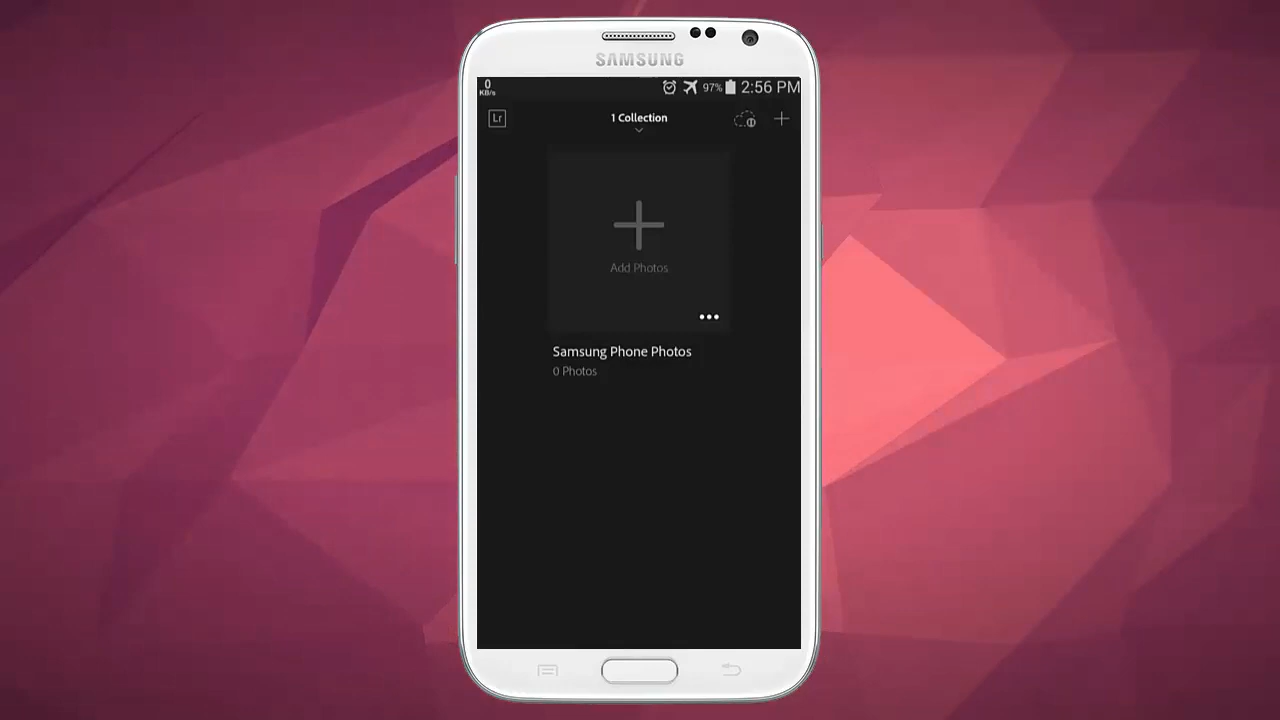 SAMSUNG
0
KB/s
97%
2:56 PM
Lr
1 Collection
Add Photos
Samsung Phone Photos
0 Photos